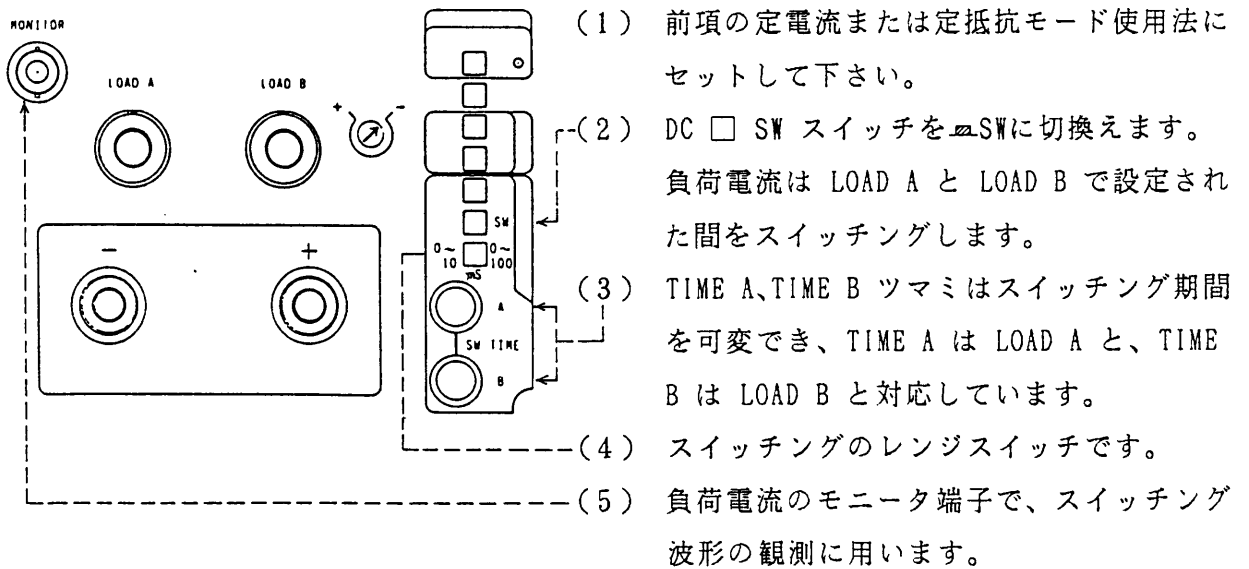 MONITOR
LOAD A
LOAD B
+ -
- +
SW
0~ 10
0~ 100
mS
A
SW TIME
B
(1) 前項の定電流または定抵抗モード使用法に
セットして下さい。
(2) DC □ SW スイッチを▬SWに切換えます。
負荷電流は LOAD A と LOAD B で設定され
た間をスイッチングします。
(3) TIME A、TIME B ツマミはスイッチング期間
を可変でき、TIME A は LOAD A と、TIME
B は LOAD B と対応しています。
(4) スイッチングのレンジスイッチです。
(5) 負荷電流のモニータ端子で、スイッチング
波形の観測に用います。